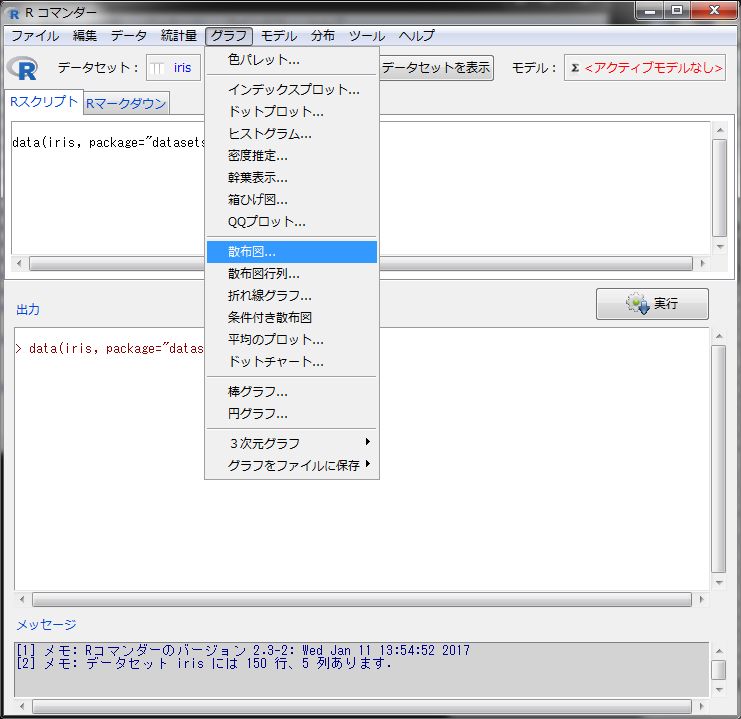 R コマンダー
ファイル 編集 データ 統計量 グラフ モデル 分布 ツール ヘルプ
R データセット： iris データセットを表示 モデル： Σ <アクティブモデルなし>
Rスクリプト Rマークダウン
data(iris, package="datasets
色パレット...
インデックスプロット...
ドットプロット...
ヒストグラム...
密度推定...
幹葉表示...
箱ひげ図...
QQプロット...
散布図...
散布図行列...
折れ線グラフ...
条件付き散布図
平均のプロット...
ドットチャート...
棒グラフ...
円グラフ...
３次元グラフ
グラフをファイルに保存
実行
出力
> data(iris, package="datas
メッセージ
[1] メモ: Rコマンダーのバージョン 2.3-2: Wed Jan 11 13:54:52 2017
[2] メモ: データセット iris には 150 行、5 列あります.